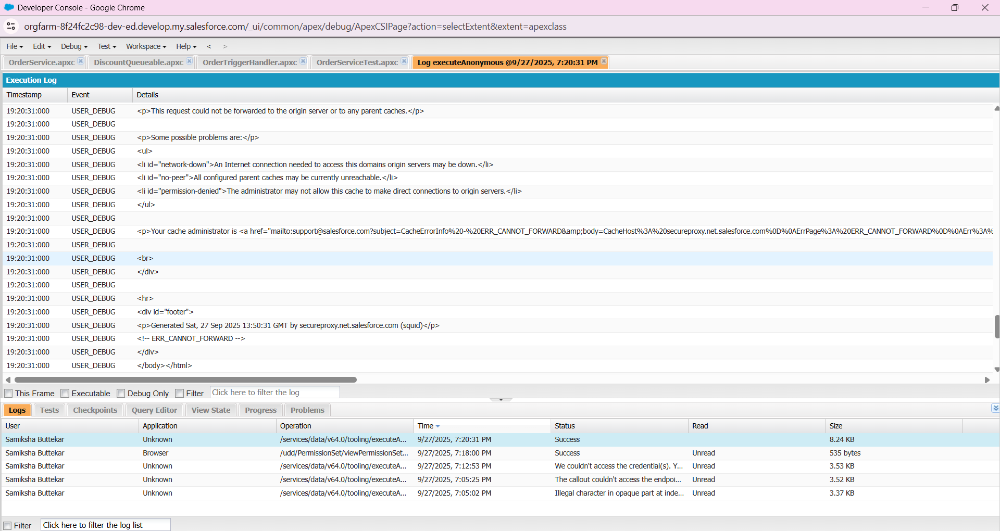 Developer Console - Google Chrome
orgfarm-8f24fc2c98-dev-ed.develop.my.salesforce.com/_ui/common/apex/debug/ApexCSIPage?action=selectExtent&extent=apexclass
File Edit Debug Test Workspace Help < >
OrderService.apxc DiscountQueueable.apxc OrderTriggerHandler.apxc OrderServiceTest.apxc Log executeAnonymous @9/27/2025, 7:20:31 PM
Execution Log
Timestamp Event Details
19:20:31:000 USER_DEBUG <p>This request could not be forwarded to the origin server or to any parent caches.</p>
19:20:31:000 USER_DEBUG
19:20:31:000 USER_DEBUG <p>Some possible problems are:</p>
19:20:31:000 USER_DEBUG <ul>
19:20:31:000 USER_DEBUG <li id="network-down">An Internet connection needed to access this domains origin servers may be down.</li>
19:20:31:000 USER_DEBUG <li id="no-peer">All configured parent caches may be currently unreachable.</li>
19:20:31:000 USER_DEBUG <li id="permission-denied">The administrator may not allow this cache to make direct connections to origin servers.</li>
19:20:31:000 USER_DEBUG </ul>
19:20:31:000 USER_DEBUG
19:20:31:000 USER_DEBUG <p>Your cache administrator is <a href="mailto:support@salesforce.com?subject=CacheErrorInfo%20-%20ERR_CANNOT_FORWARD&amp;body=CacheHost%3A%20secureproxy.net.salesforce.com%0D%0AErrPage%3A%20ERR_CANNOT_FORWARD%0D%0AErr%3A%
19:20:31:000 USER_DEBUG
19:20:31:000 USER_DEBUG <br>
19:20:31:000 USER_DEBUG </div>
19:20:31:000 USER_DEBUG
19:20:31:000 USER_DEBUG <hr>
19:20:31:000 USER_DEBUG <div id="footer">
19:20:31:000 USER_DEBUG <p>Generated Sat, 27 Sep 2025 13:50:31 GMT by secureproxy.net.salesforce.com (squid)</p>
19:20:31:000 USER_DEBUG <!-- ERR_CANNOT_FORWARD -->
19:20:31:000 USER_DEBUG </div>
19:20:31:000 USER_DEBUG </body></html>
This Frame Executable Debug Only Filter Click here to filter the log
Logs Tests Checkpoints Query Editor View State Progress Problems
User Application Operation Time Status Read Size
Samiksha Buttekar Unknown /services/data/v64.0/tooling/executeA... 9/27/2025, 7:20:31 PM Success 8.24 KB
Samiksha Buttekar Browser /udd/PermissionSet/viewPermissionSet... 9/27/2025, 7:18:00 PM Success Unread 535 bytes
Samiksha Buttekar Unknown /services/data/v64.0/tooling/executeA... 9/27/2025, 7:12:53 PM We couldn't access the credential(s). Y... Unread 3.53 KB
Samiksha Buttekar Unknown /services/data/v64.0/tooling/executeA... 9/27/2025, 7:05:25 PM The callout couldn't access the endpoi... Unread 3.52 KB
Samiksha Buttekar Unknown /services/data/v64.0/tooling/executeA... 9/27/2025, 7:05:02 PM Illegal character in opaque part at inde... Unread 3.37 KB
Filter Click here to filter the log list